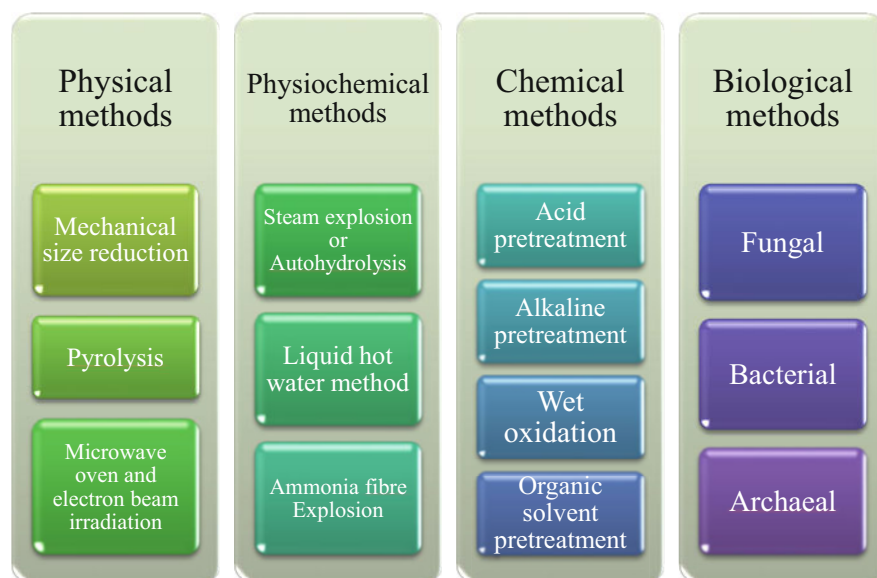 Physical
methods
Mechanical
size reduction
Pyrolysis
Microwave
oven and
electron beam
irradiation
Physiochemical
methods
Steam explosion
or
Autohydrolysis
Liquid hot
water method
Ammonia fibre
Explosion
Chemical
methods
Acid
pretreatment
Alkaline
pretreatment
Wet
oxidation
Organic
solvent
pretreatment
Biological
methods
Fungal
Bacterial
Archaeal